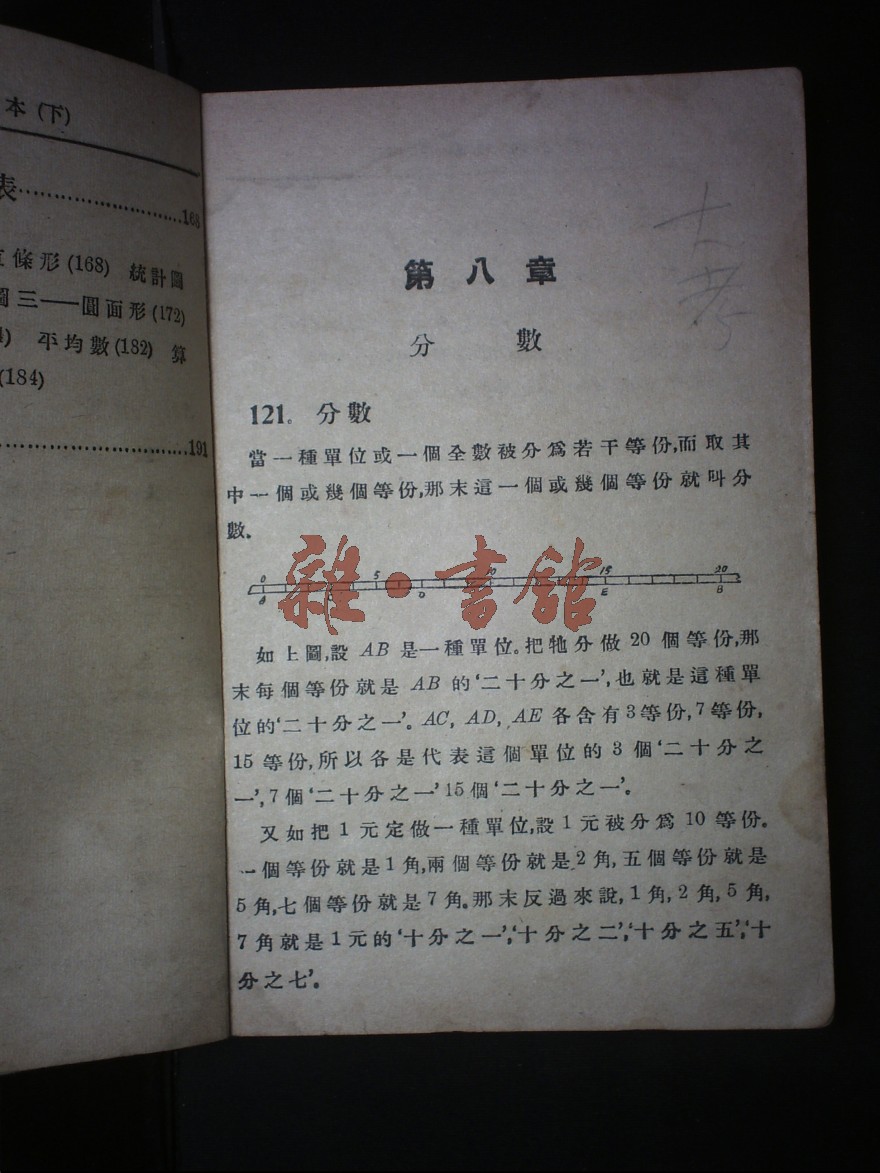 本(下)
表……………………168
條形(168) 統計圖
圖三——圓面形(172)
平均數(182) 算
(184)
……………………191
大考
第八章
分 數
121. 分數
當一種單位或一個全數被分爲若干等份,而取其
中一個或幾個等份,那末這一個或幾個等份就叫分
數.
0 5 10 15 20
A D E B
雜·書館
如上圖,設 AB 是一種單位。把牠分做 20 個等份,那
末每個等份就是 AB 的‘二十分之一’,也就是這種單
位的‘二十分之一’。AC, AD, AE 各含有3等份,7等份,
15等份,所以各是代表這個單位的 3 個‘二十分之
一’,7個‘二十分之一’15個‘二十分之一’。
又如把 1 元定做一種單位,設1元被分爲 10 等份。
一個等份就是1角,兩個等份就是2角,五個等份就是
5角,七個等份就是7角。那末反過來說,1角,2角,5角,
7角就是1元的‘十分之一’,‘十分之二’,‘十分之五’,‘十
分之七’。